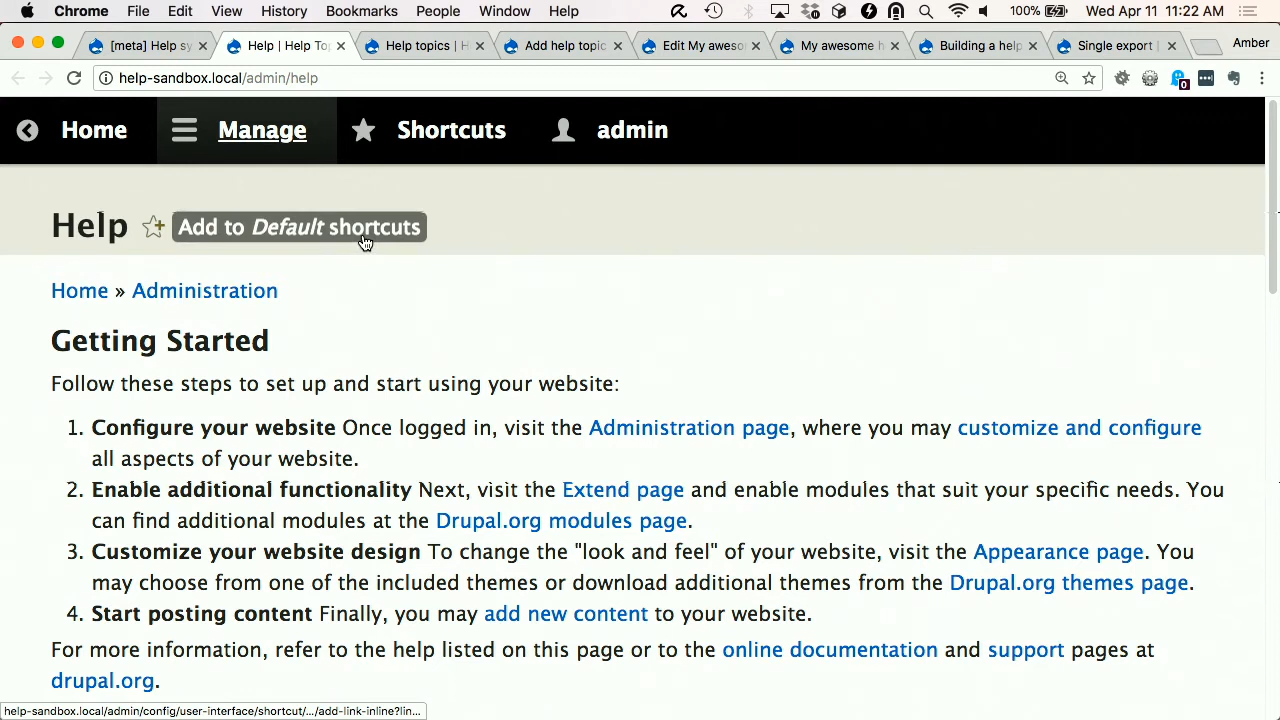 Chrome File Edit View History Bookmarks People Window Help 100% Wed Apr 11 11:22 AM
[meta] Help sy Help | Help To Help topics | H Add help topic Edit My aweso My awesome h Building a help Single export | Amber
help-sandbox.local/admin/help 0
Home Manage Shortcuts admin
Help Add to Default shortcuts
Home » Administration
Getting Started
Follow these steps to set up and start using your website:
1. Configure your website Once logged in, visit the Administration page, where you may customize and configure
all aspects of your website.
2. Enable additional functionality Next, visit the Extend page and enable modules that suit your specific needs. You
can find additional modules at the Drupal.org modules page.
3. Customize your website design To change the "look and feel" of your website, visit the Appearance page. You
may choose from one of the included themes or download additional themes from the Drupal.org themes page.
4. Start posting content Finally, you may add new content to your website.
For more information, refer to the help listed on this page or to the online documentation and support pages at
drupal.org.
help-sandbox.local/admin/config/user-interface/shortcut/.../add-link-inline?lin...